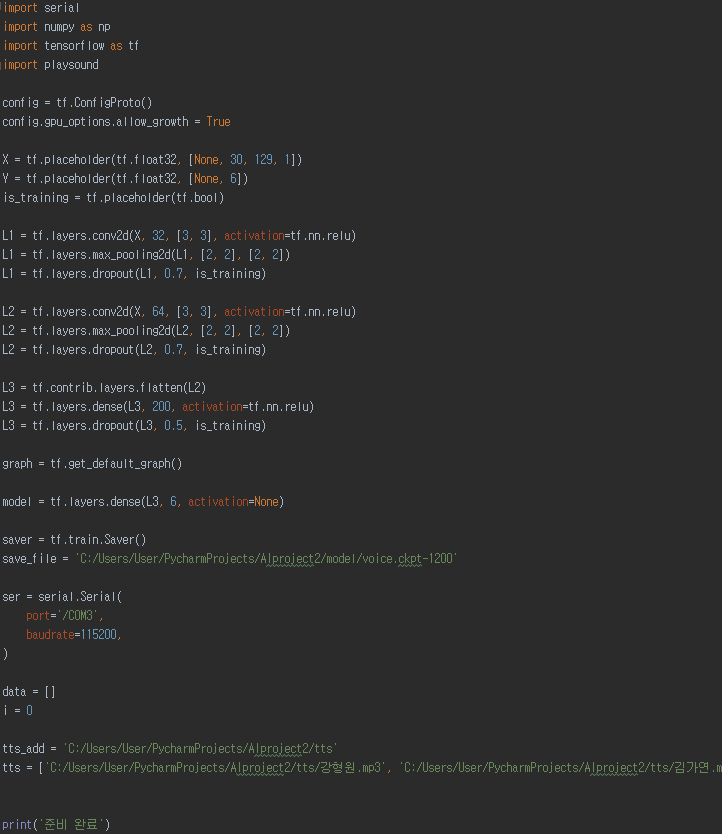 import serial
import numpy as np
import tensorflow as tf
import playsound
config = tf.ConfigProto()
config.gpu_options.allow_growth = True
X = tf.placeholder(tf.float32, [None, 30, 129, 1])
Y = tf.placeholder(tf.float32, [None, 6])
is_training = tf.placeholder(tf.bool)
L1 = tf.layers.conv2d(X, 32, [3, 3], activation=tf.nn.relu)
L1 = tf.layers.max_pooling2d(L1, [2, 2], [2, 2])
L1 = tf.layers.dropout(L1, 0.7, is_training)
L2 = tf.layers.conv2d(X, 64, [3, 3], activation=tf.nn.relu)
L2 = tf.layers.max_pooling2d(L2, [2, 2], [2, 2])
L2 = tf.layers.dropout(L2, 0.7, is_training)
L3 = tf.contrib.layers.flatten(L2)
L3 = tf.layers.dense(L3, 200, activation=tf.nn.relu)
L3 = tf.layers.dropout(L3, 0.5, is_training)
graph = tf.get_default_graph()
model = tf.layers.dense(L3, 6, activation=None)
saver = tf.train.Saver()
save_file = 'C:/Users/User/PycharmProjects/AIproject2/model/voice.ckpt-1200'
ser = serial.Serial(
    port='/COM3',
    baudrate=115200,
)
data = []
i = 0
tts_add = 'C:/Users/User/PycharmProjects/AIproject2/tts'
tts = ['C:/Users/User/PycharmProjects/AIproject2/tts/강형원.mp3', 'C:/Users/User/PycharmProjects/AIproject2/tts/김가연.m
print('준비 완료')